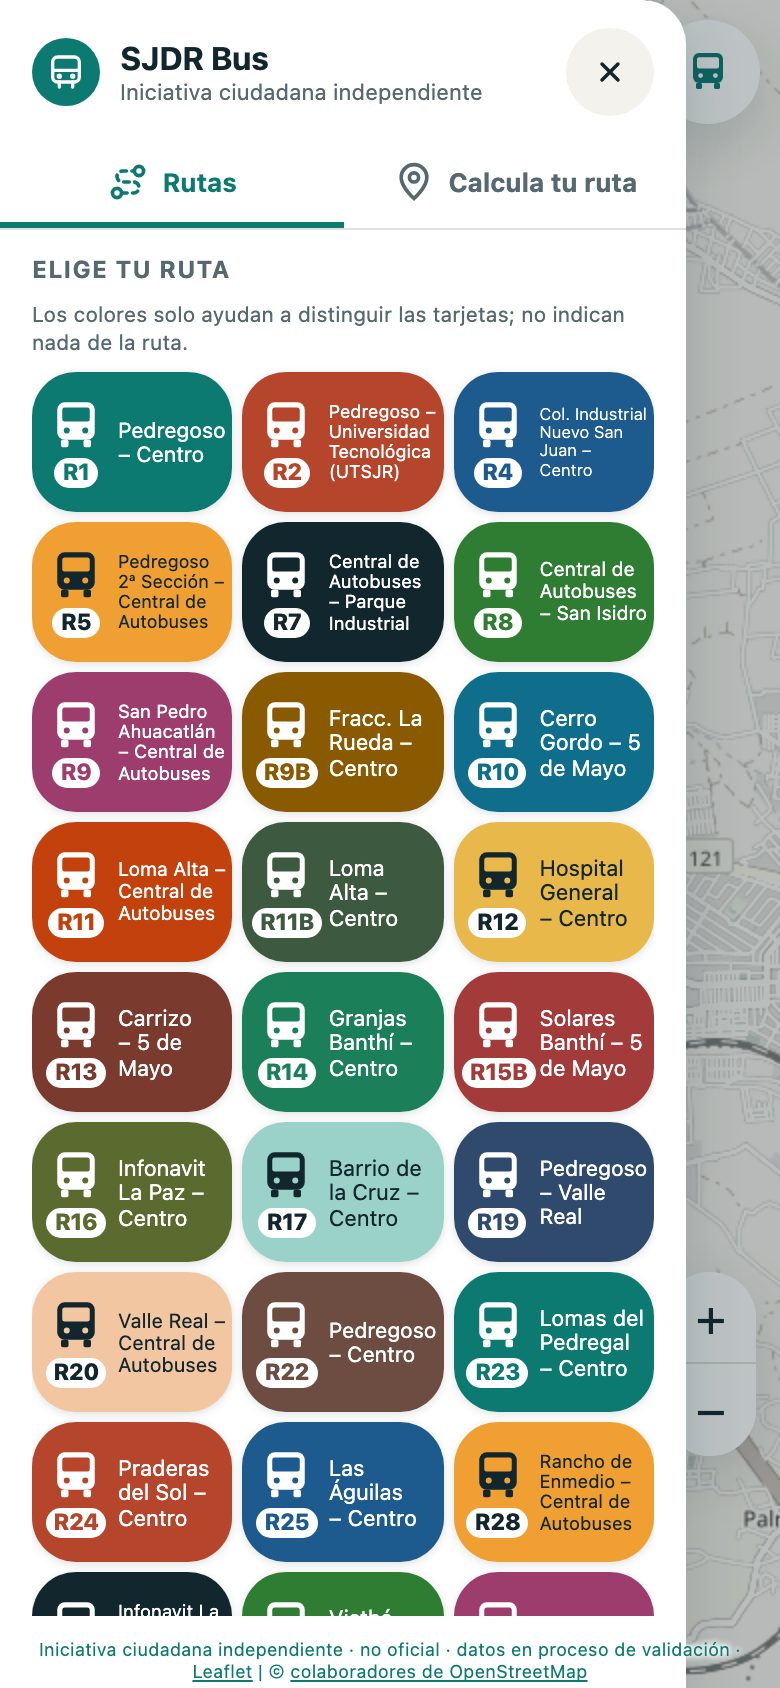 SJDR Bus
Iniciativa ciudadana independiente
Rutas
Calcula tu ruta
ELIGE TU RUTA
Los colores solo ayudan a distinguir las tarjetas; no indican
nada de la ruta.
R1
Pedregoso
– Centro
R2
Pedregoso –
Universidad
Tecnológica
(UTSJR)
R4
Col. Industrial
Nuevo San
Juan –
Centro
R5
Pedregoso
2ª Sección –
Central de
Autobuses
R7
Central de
Autobuses
– Parque
Industrial
R8
Central de
Autobuses
– San Isidro
R9
San Pedro
Ahuacatlán
– Central de
Autobuses
R9B
Fracc. La
Rueda –
Centro
R10
Cerro
Gordo – 5
de Mayo
R11
Loma Alta –
Central de
Autobuses
R11B
Loma
Alta –
Centro
R12
Hospital
General
– Centro
121
R13
Carrizo
– 5 de
Mayo
R14
Granjas
Banthí –
Centro
R15B
Solares
Banthí – 5
de Mayo
R16
Infonavit
La Paz –
Centro
R17
Barrio de
la Cruz –
Centro
R19
Pedregoso
– Valle
Real
R20
Valle Real –
Central de
Autobuses
R22
Pedregoso
– Centro
R23
Lomas del
Pedregal
– Centro
+
−
R24
Praderas
del Sol –
Centro
R25
Las
Águilas
– Centro
R28
Rancho de
Enmedio –
Central de
Autobuses
Infonavit La
Iniciativa ciudadana independiente · no oficial · datos en proceso de validación ·
Leaflet | © colaboradores de OpenStreetMap